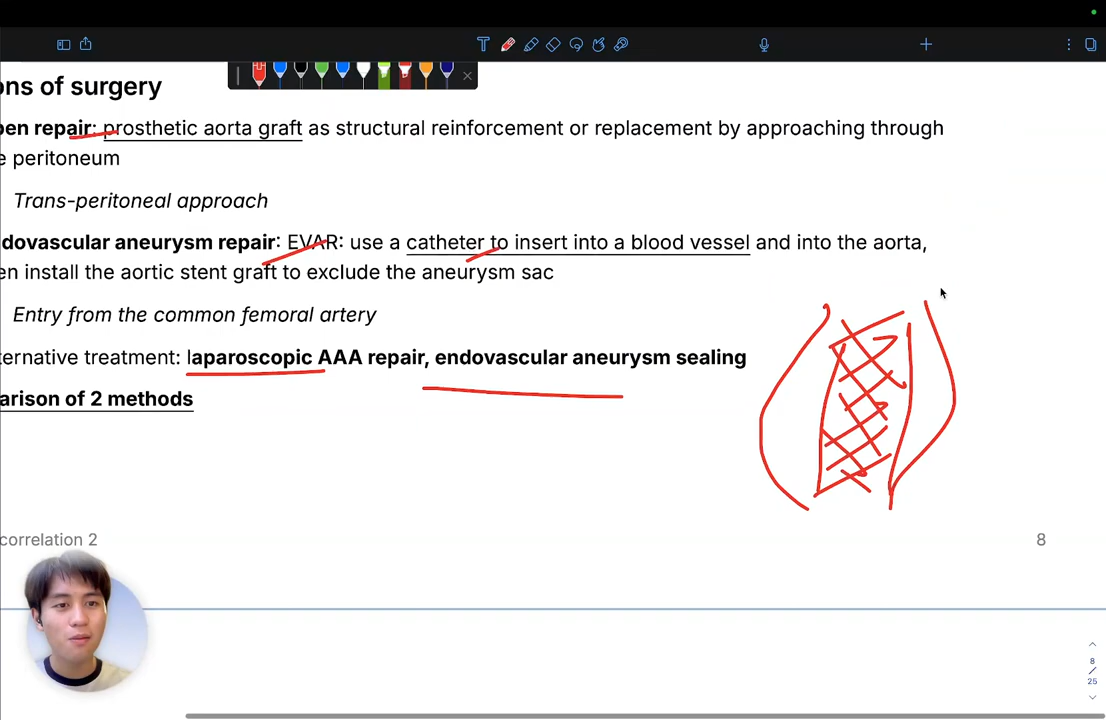 ons of surgery
pen repair: prosthetic aorta graft as structural reinforcement or replacement by approaching through
e peritoneum
Trans-peritoneal approach
dovascular aneurysm repair: EVAR: use a catheter to insert into a blood vessel and into the aorta,
en install the aortic stent graft to exclude the aneurysm sac
Entry from the common femoral artery
ternative treatment: laparoscopic AAA repair, endovascular aneurysm sealing
arison of 2 methods
correlation 2
8
8
/
25